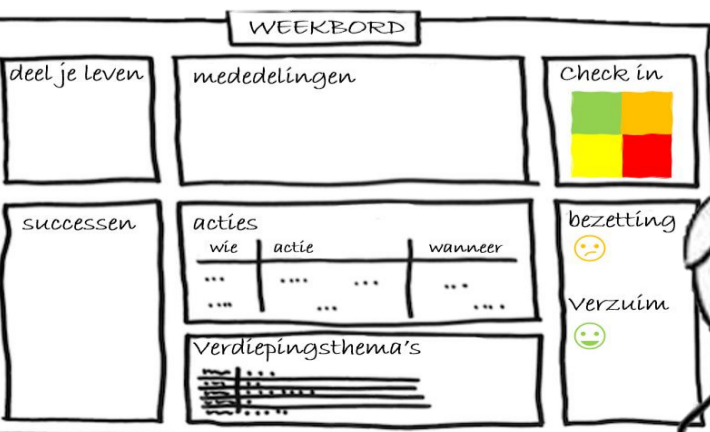 WEEKBORD
deel je leven
mededelingen
Check in
successen
acties
wie actie wanneer
bezetting
Verzuim
Verdiepingsthema's